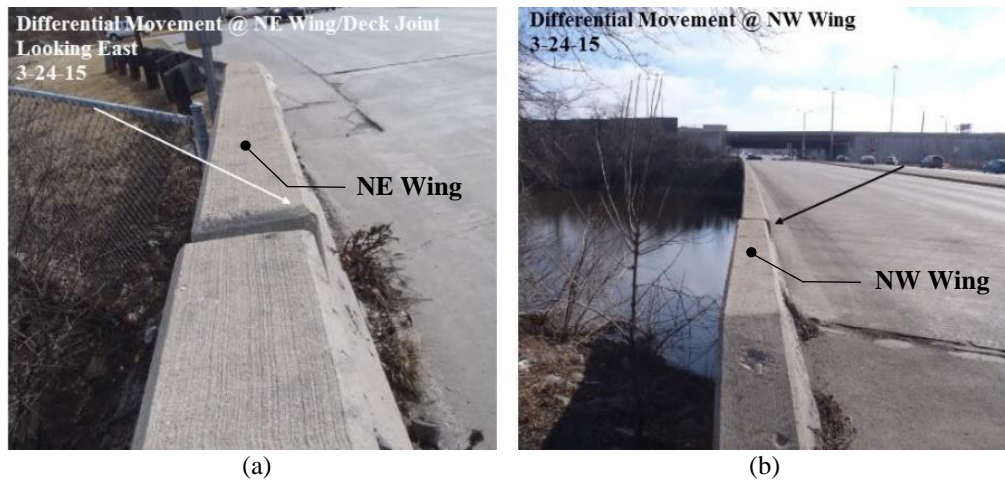 Differential Movement @ NE Wing/Deck Joint
Looking East
3-24-15
NE Wing
(a)
Differential Movement @ NW Wing
3-24-15
NW Wing
(b)